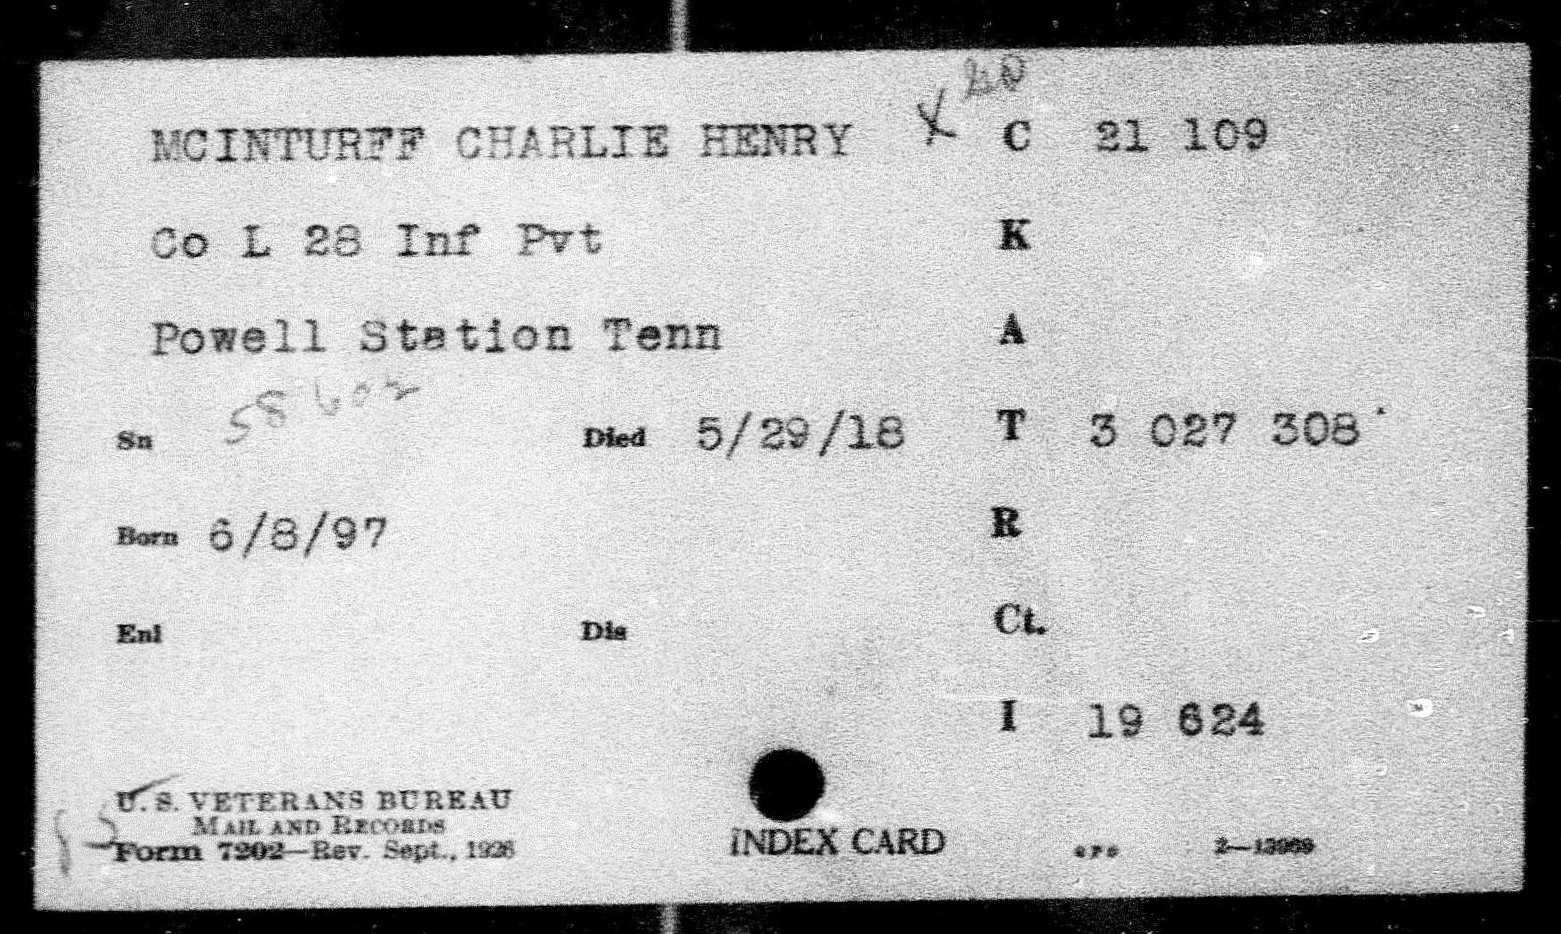 MCINTURFF CHARLIE HENRY X C 21 109
Co L 28 Inf Pvt K
Powell Station Tenn A
Sn 58602 Died 5/29/18 T 3 027 308
Born 6/8/97 R
Enl Dis Ct.
I 19 624
U. S. VETERANS BUREAU
MAIL AND RECORDS
Form 7202—Rev. Sept., 1926 INDEX CARD GPO